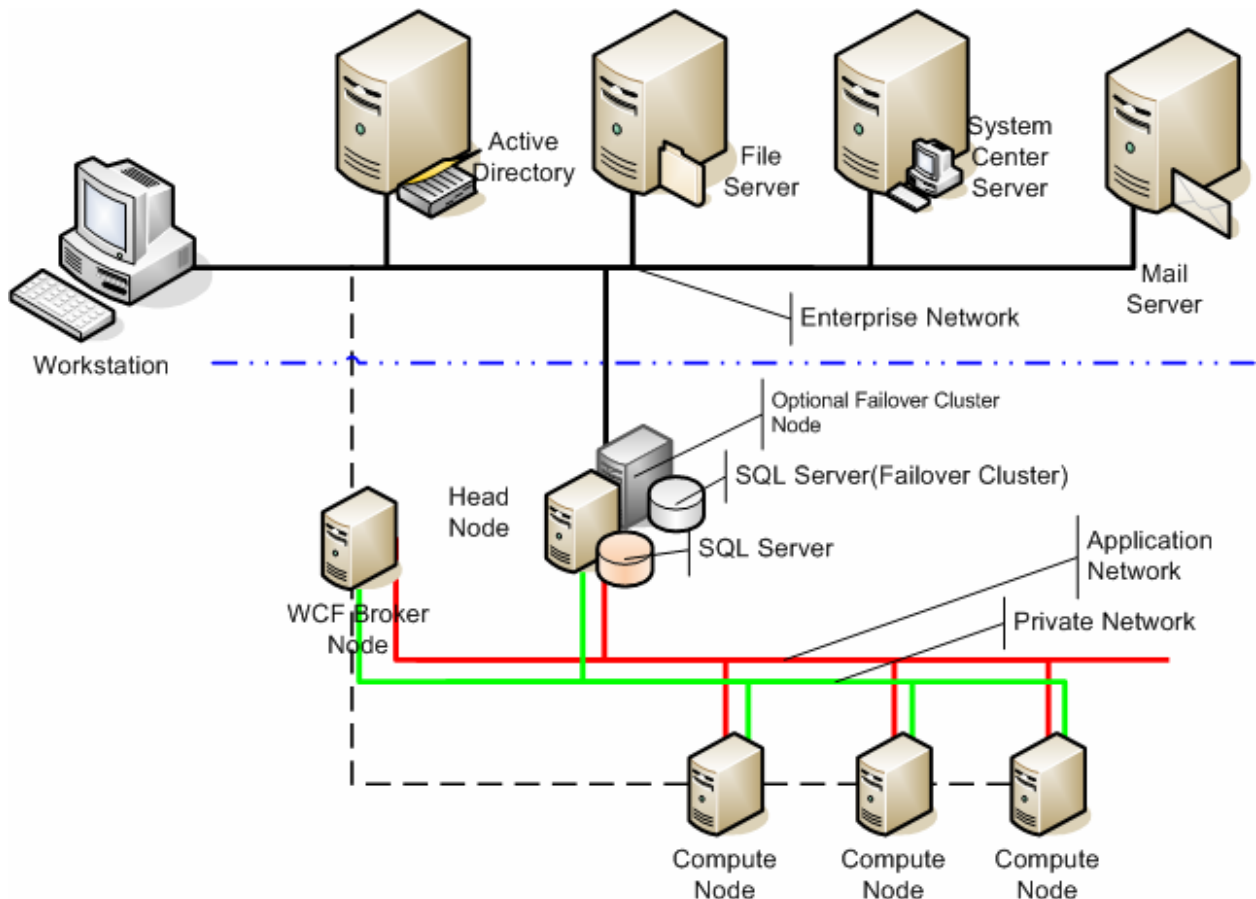 Active
Directory
File
Server
System
Center
Server
Mail
Server
Workstation
Enterprise Network
Optional Failover Cluster
Node
SQL Server(Failover Cluster)
Head
Node
SQL Server
Application
Network
WCF Broker
Node
Private Network
Compute
Node
Compute
Node
Compute
Node